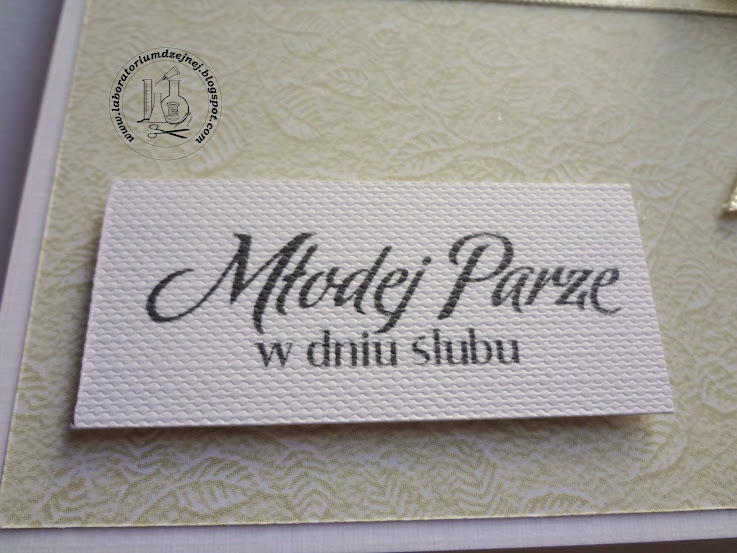 www.laboratoriumdzejnej.blogspot.com
Młodej Parze
w dniu ślubu